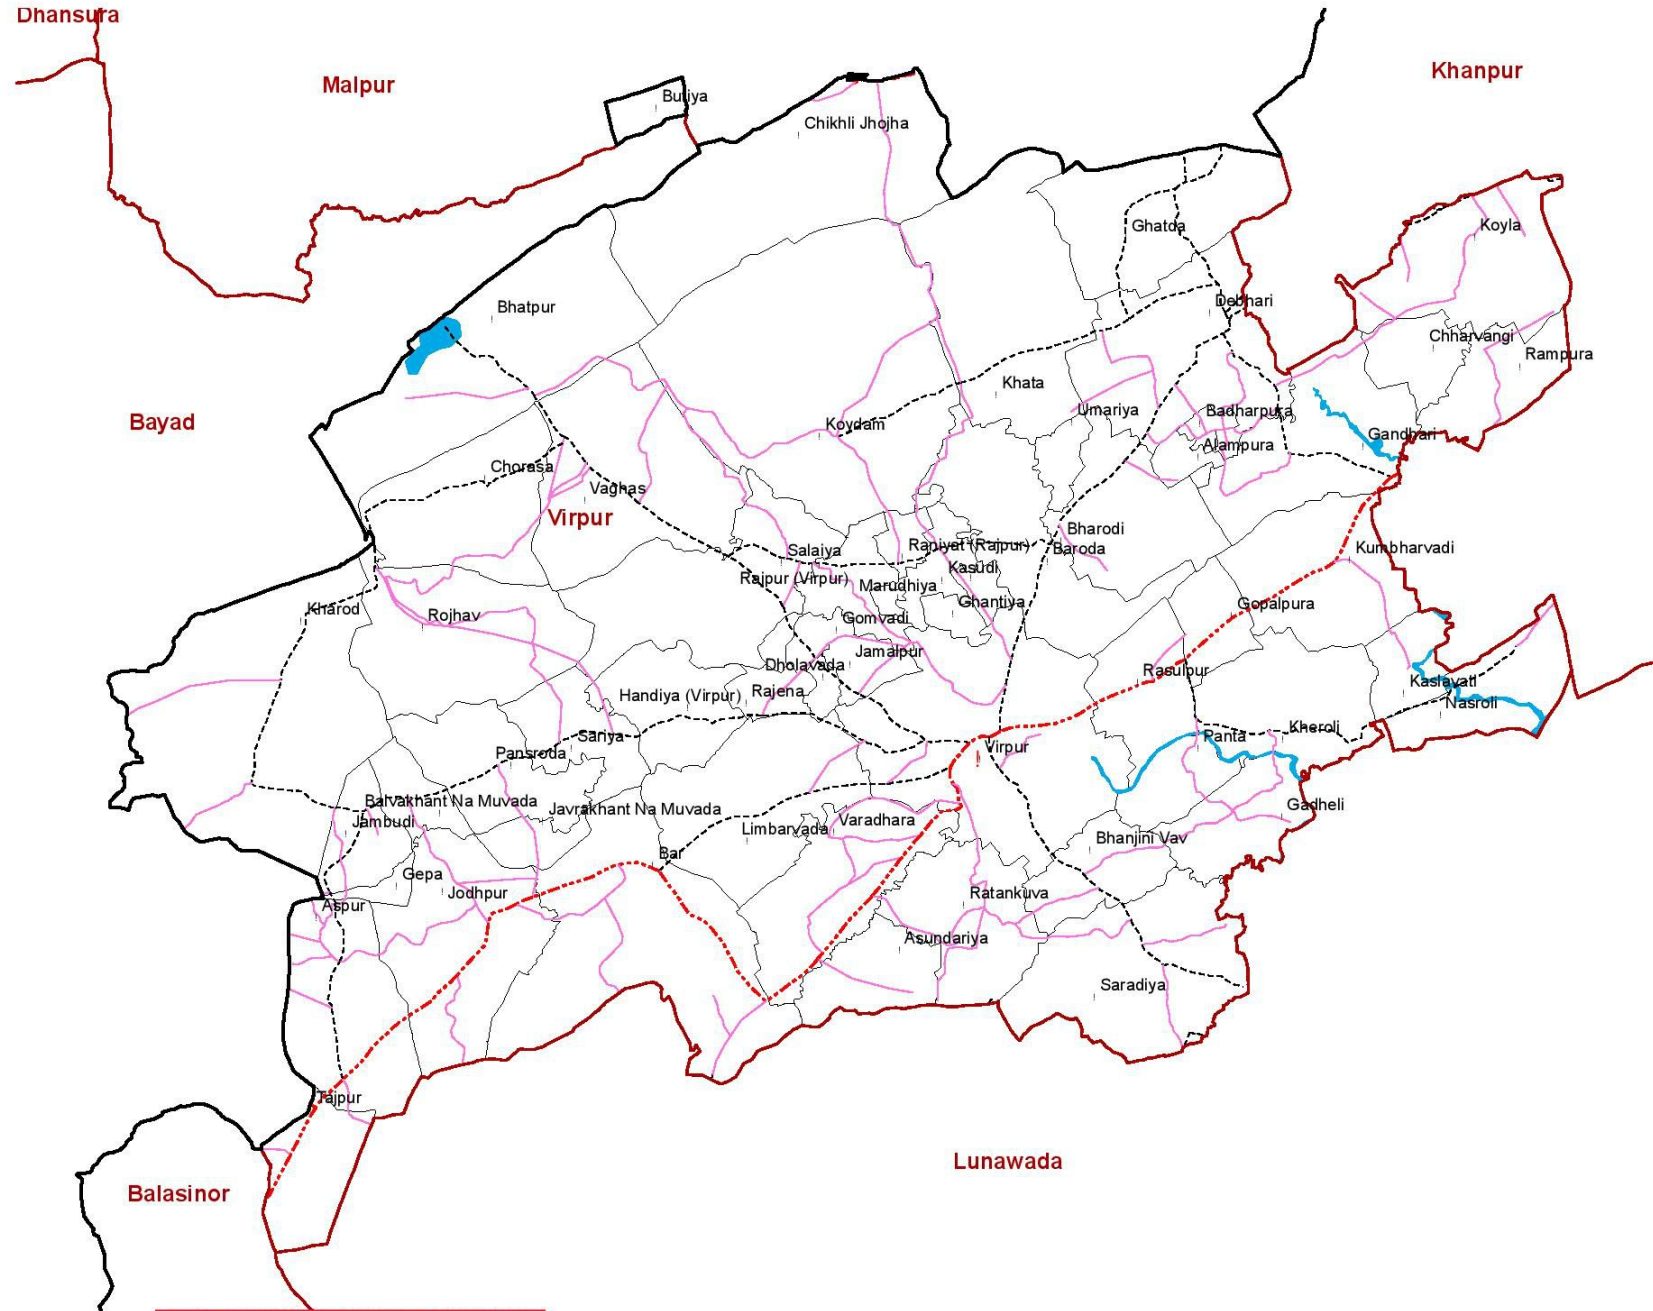 Dhansura
Malpur
Khanpur
Butiya
Chikhli Jhojha
Koyla
Ghatda
Debhari
Bhatpur
Chharvangi
Rampura
Khata
Umariya
Badharpura
Bayad
Koydam
Gandhari
Alampura
Chorasa
Vaghas
Virpur
Bharodi
Raniyat (Rajpur)
Baroda
Kumbharvadi
Salaiya
Kasudi
Rajpur (Virpur)
Marudhiya
Ghantiya
Gopalpura
Kharod
Rojhav
Gomvadi
Jamalpur
Dholavada
Rasulpur
Kaslavati
Handiya (Virpur)
Rajena
Nasroli
Kheroli
Sariya
Panta
Virpur
Pansroda
Balvakhant Na Muvada
Javrakhant Na Muvada
Gadheli
Jambudi
Varadhara
Limbarvada
Bhanjini Vav
Bar
Gepa
Jodhpur
Ratankuva
Aspur
Asundariya
Saradiya
Tajpur
Lunawada
Balasinor